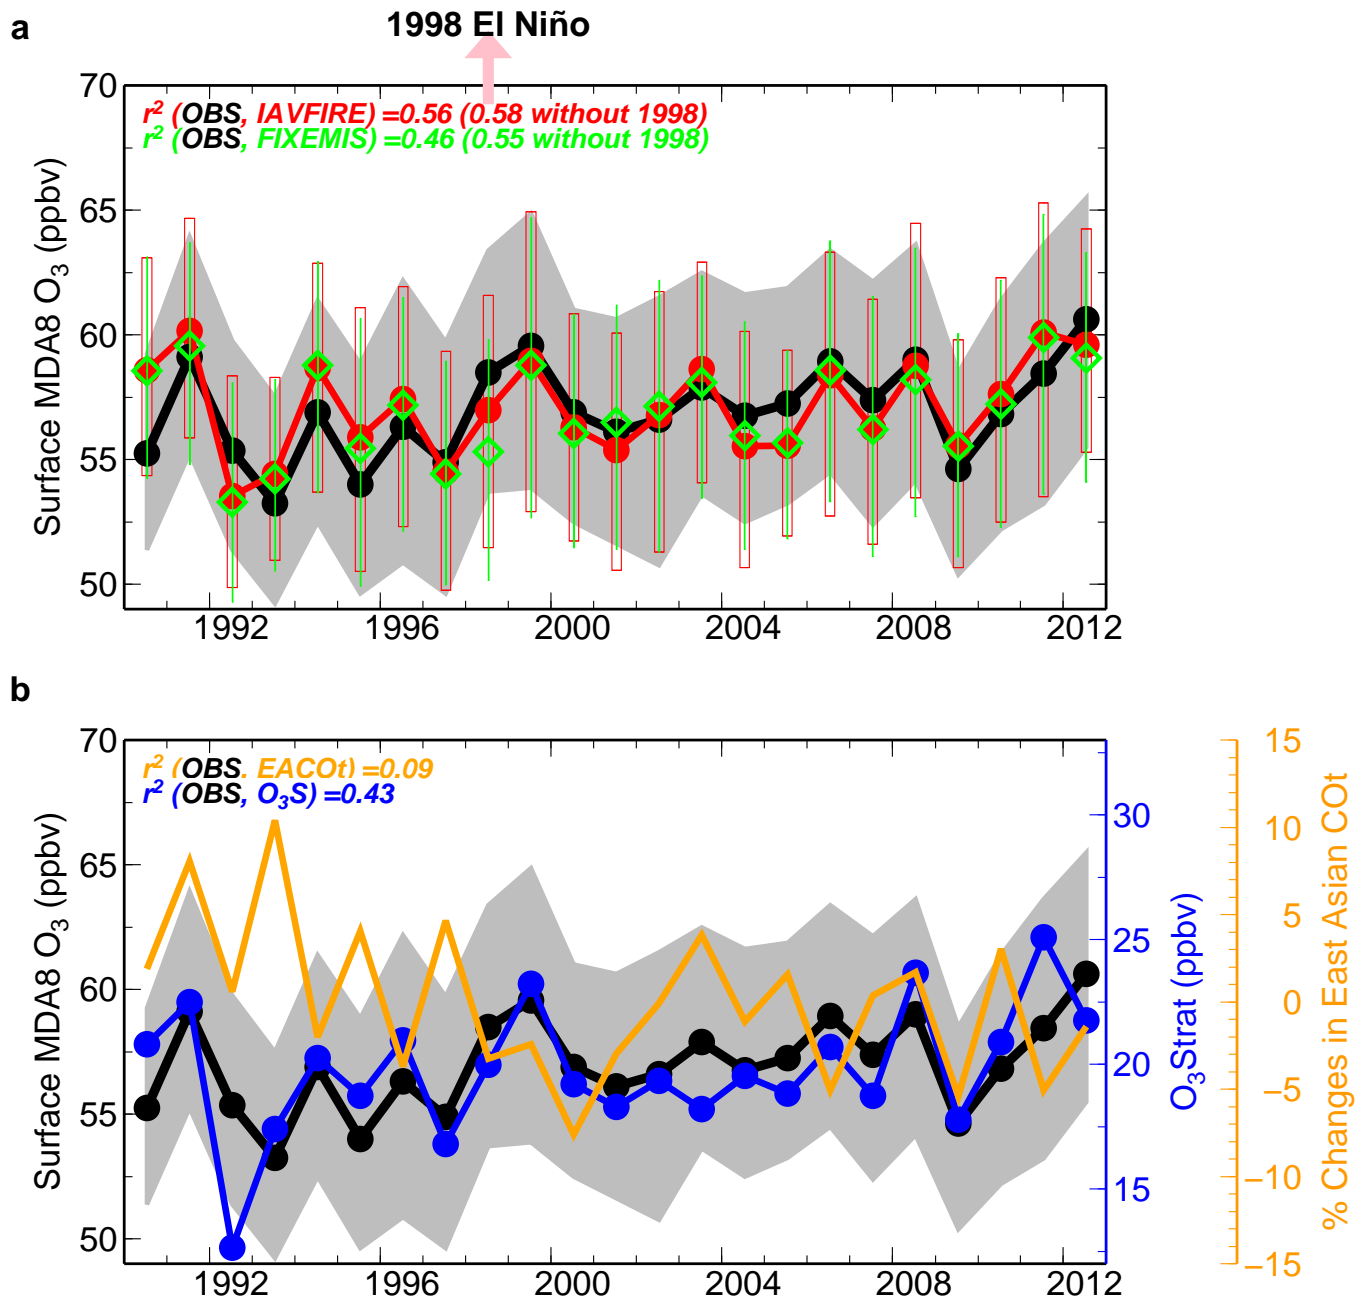 a
1998 El Niño
r² (OBS, IAVFIRE) =0.56 (0.58 without 1998)
r² (OBS, FIXEMIS) =0.46 (0.55 without 1998)
Surface MDA8 O₃ (ppbv)
70
65
60
55
50
1992 1996 2000 2004 2008 2012
b
r² (OBS, EACOt) =0.09
r² (OBS, O₃S) =0.43
Surface MDA8 O₃ (ppbv)
70
65
60
55
50
1992 1996 2000 2004 2008 2012
30
25
20
15
O₃Strat (ppbv)
15
10
5
0
−5
−10
−15
% Changes in East Asian COt